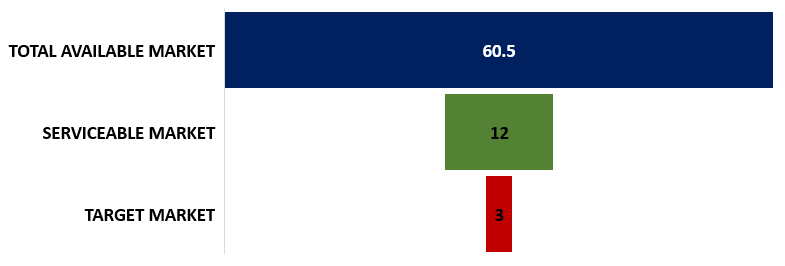 TOTAL AVAILABLE MARKET 60.5
SERVICEABLE MARKET 12
TARGET MARKET 3